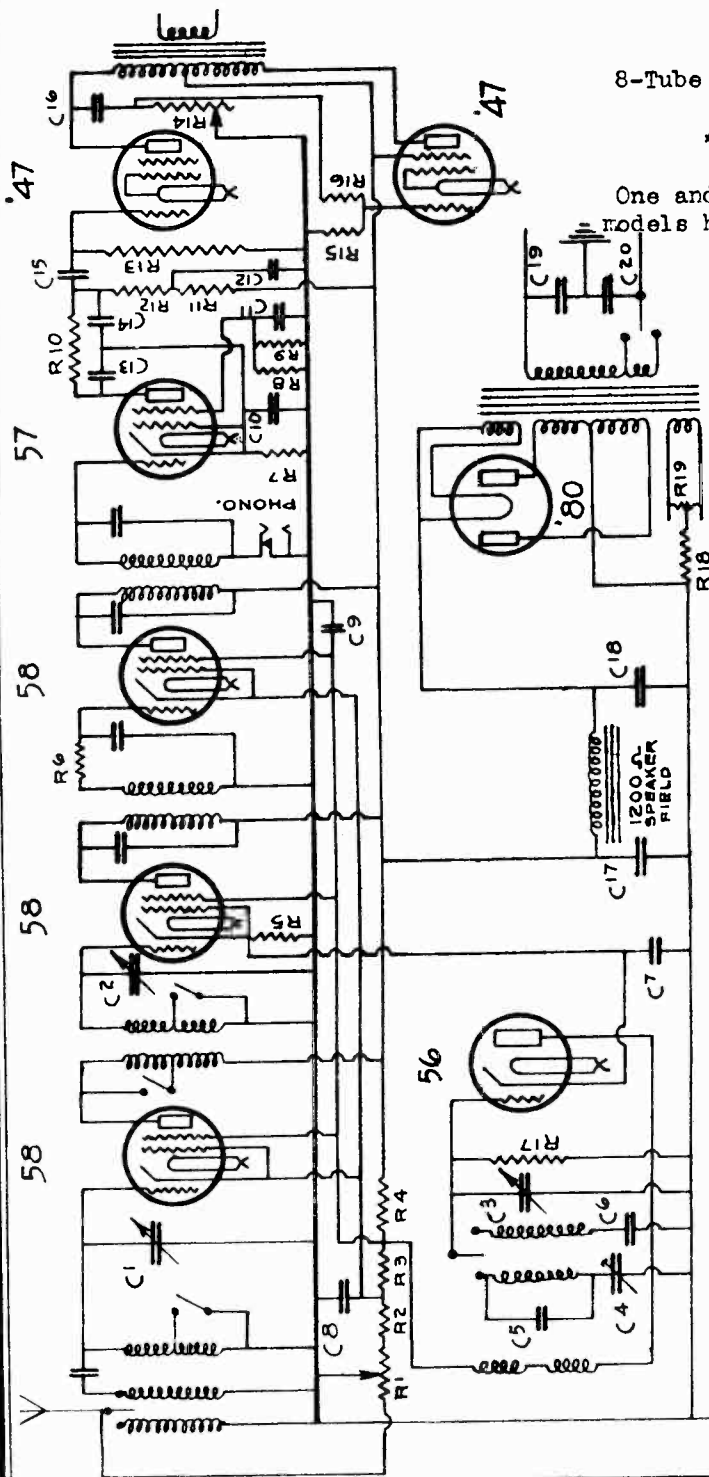 8-Tube
One and
models h
'47
57
58
58
58
C16
R14
C15
R13
R12
R11
C12
C14
R10
C13
C11
R9
R8
C10
R7
PHONO.
R16
R15
'47
C19
C20
C9
R6
R5
C2
C1
C8
R4
R3
R2
R1
'80
R19
R18
C18
1200 Ω
SPEAKER
FIELD
C17
C7
56
R17
C3
C6
C5
C4